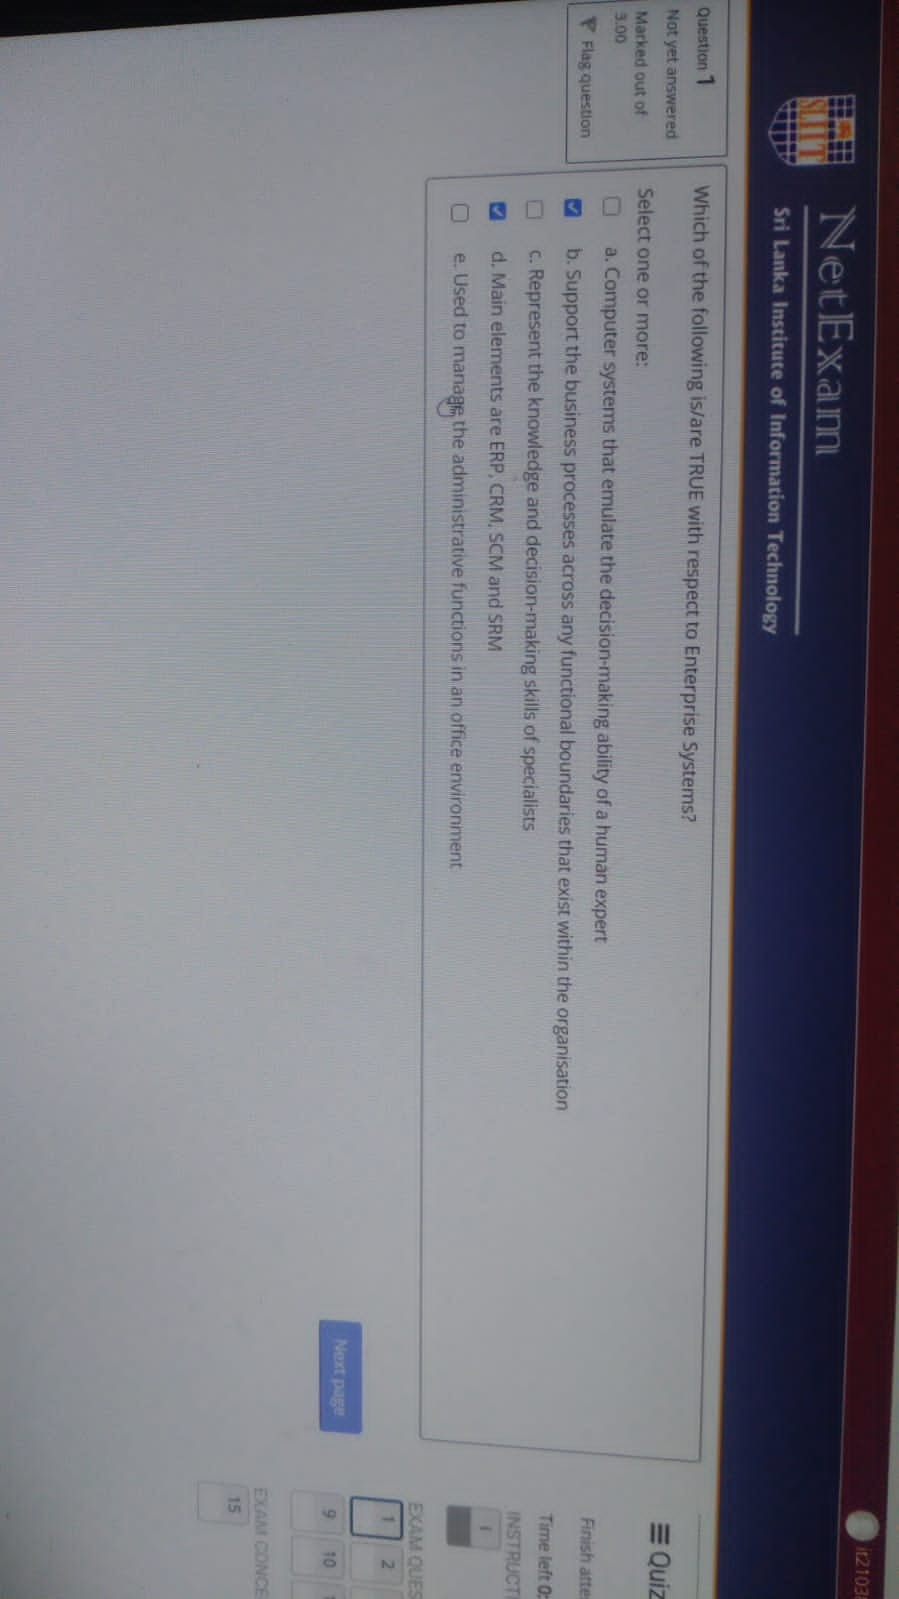 it2103
SLIIT
NetExam
Sri Lanka Institute of Information Technology
Question 1
Not yet answered
Marked out of
3.00
Flag question
Which of the following is/are TRUE with respect to Enterprise Systems?
Select one or more:
a. Computer systems that emulate the decision-making ability of a human expert
b. Support the business processes across any functional boundaries that exist within the organisation
c. Represent the knowledge and decision-making skills of specialists
d. Main elements are ERP, CRM, SCM and SRM
e. Used to manage the administrative functions in an office environment
Next page
Quiz
Finish atte
Time left 0:
INSTRUCTI
i
EXAM QUES
1 2
9 10
EXAM CONCE
15